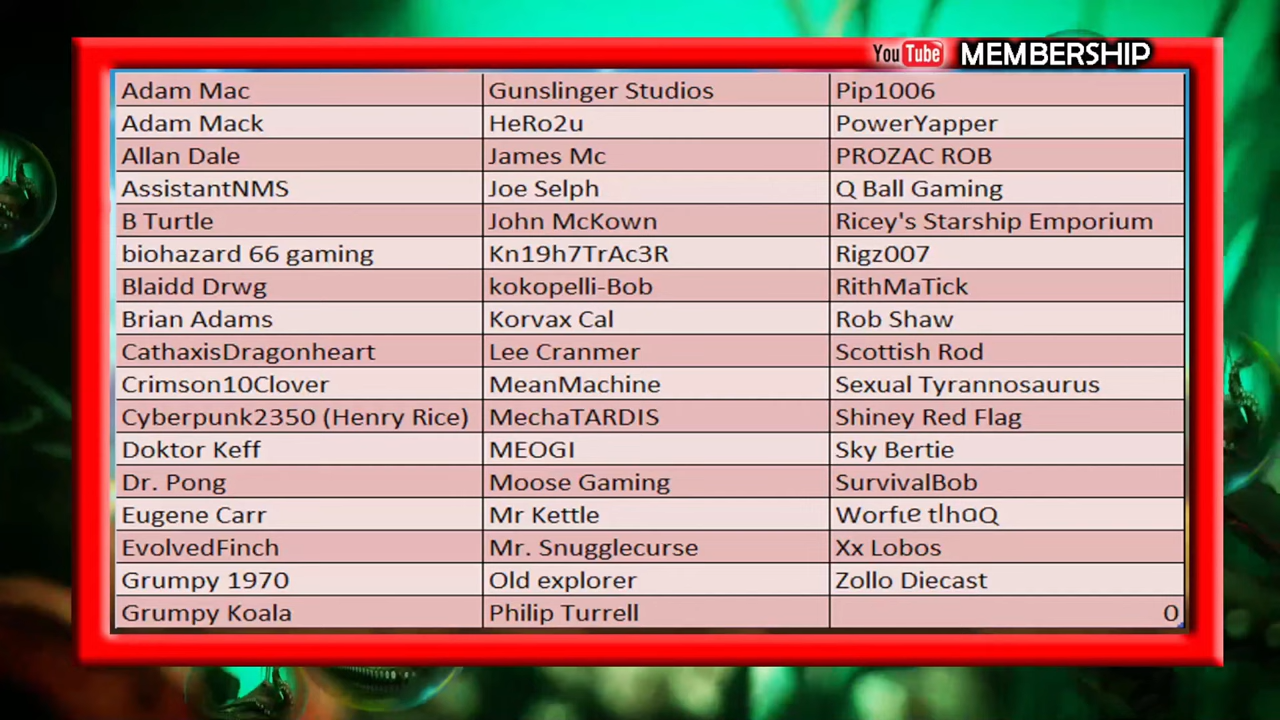 YouTube MEMBERSHIP
Adam Mac Gunslinger Studios Pip1006
Adam Mack HeRo2u PowerYapper
Allan Dale James Mc PROZAC ROB
AssistantNMS Joe Selph Q Ball Gaming
B Turtle John McKown Ricey's Starship Emporium
biohazard 66 gaming Kn19h7TrAc3R Rigz007
Blaidd Drwg kokopelli-Bob RithMaTick
Brian Adams Korvax Cal Rob Shaw
CathaxisDragonheart Lee Cranmer Scottish Rod
Crimson10Clover MeanMachine Sexual Tyrannosaurus
Cyberpunk2350 (Henry Rice) MechaTARDIS Shiney Red Flag
Doktor Keff MEOGI Sky Bertie
Dr. Pong Moose Gaming SurvivalBob
Eugene Carr Mr Kettle Worfιҽ tlhαQ
EvolvedFinch Mr. Snugglecurse Xx Lobos
Grumpy 1970 Old explorer Zollo Diecast
Grumpy Koala Philip Turrell 0